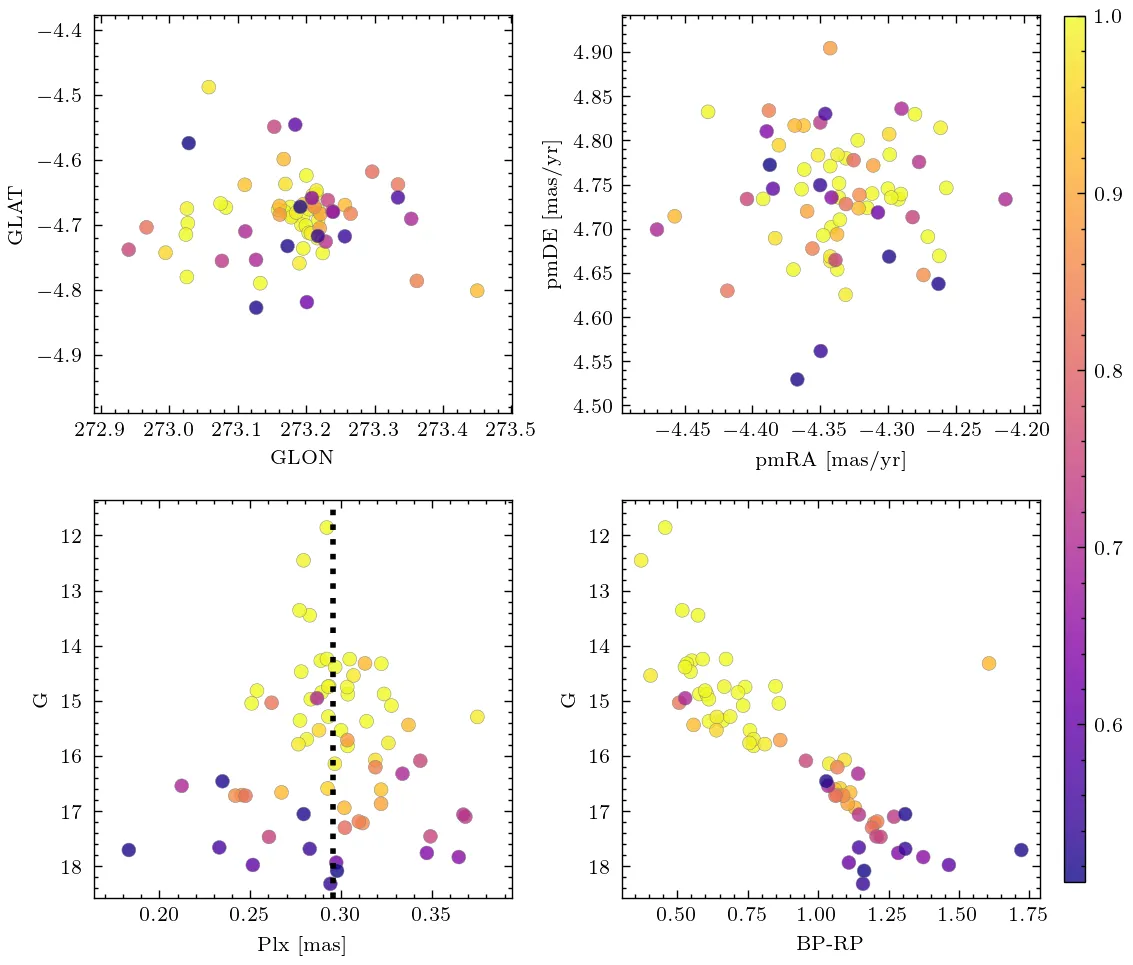 −4.4
−4.5
−4.6
−4.7
−4.8
−4.9
GLAT
272.9 273.0 273.1 273.2 273.3 273.4 273.5
GLON
4.90
4.85
4.80
4.75
4.70
4.65
4.60
4.55
4.50
pmDE [mas/yr]
−4.45 −4.40 −4.35 −4.30 −4.25 −4.20
pmRA [mas/yr]
1.0
0.9
0.8
0.7
0.6
12
13
14
15
16
17
18
G
0.20 0.25 0.30 0.35
Plx [mas]
12
13
14
15
16
17
18
G
0.50 0.75 1.00 1.25 1.50 1.75
BP-RP